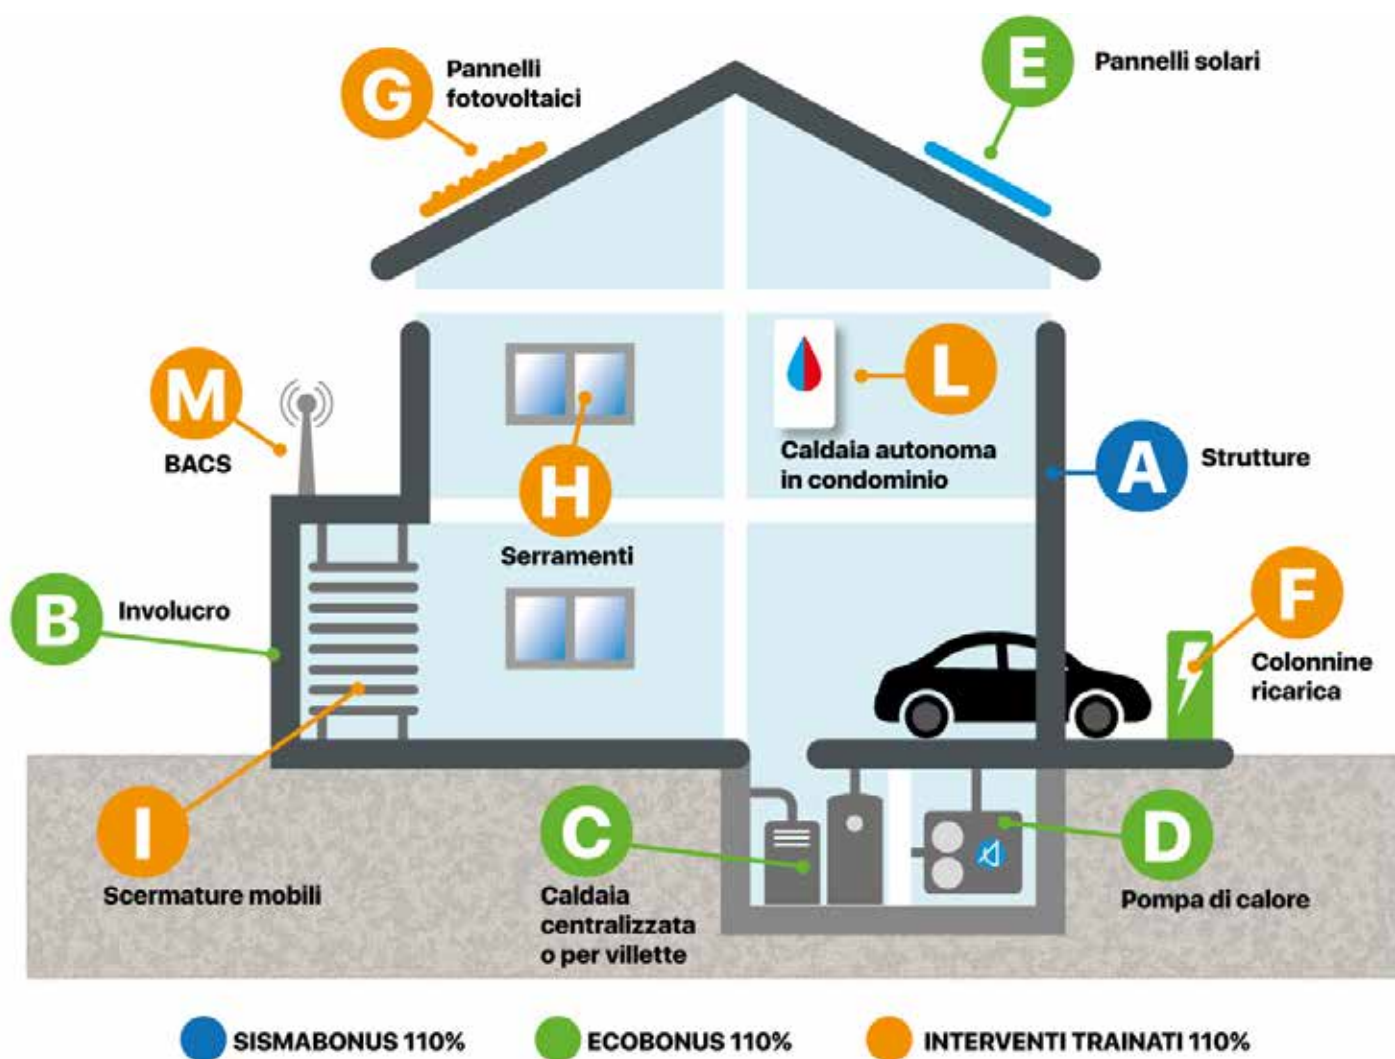 G
Pannelli
fotovoltaici
E
Pannelli solari
M
BACS
H
Serramenti
L
Caldaia autonoma
in condominio
A
Strutture
B
Involucro
F
Colonnine
ricarica
I
Scermature mobili
C
Caldaia
centralizzata
o per villette
D
Pompa di calore
SISMABONUS 110%
ECOBONUS 110%
INTERVENTI TRAINATI 110%